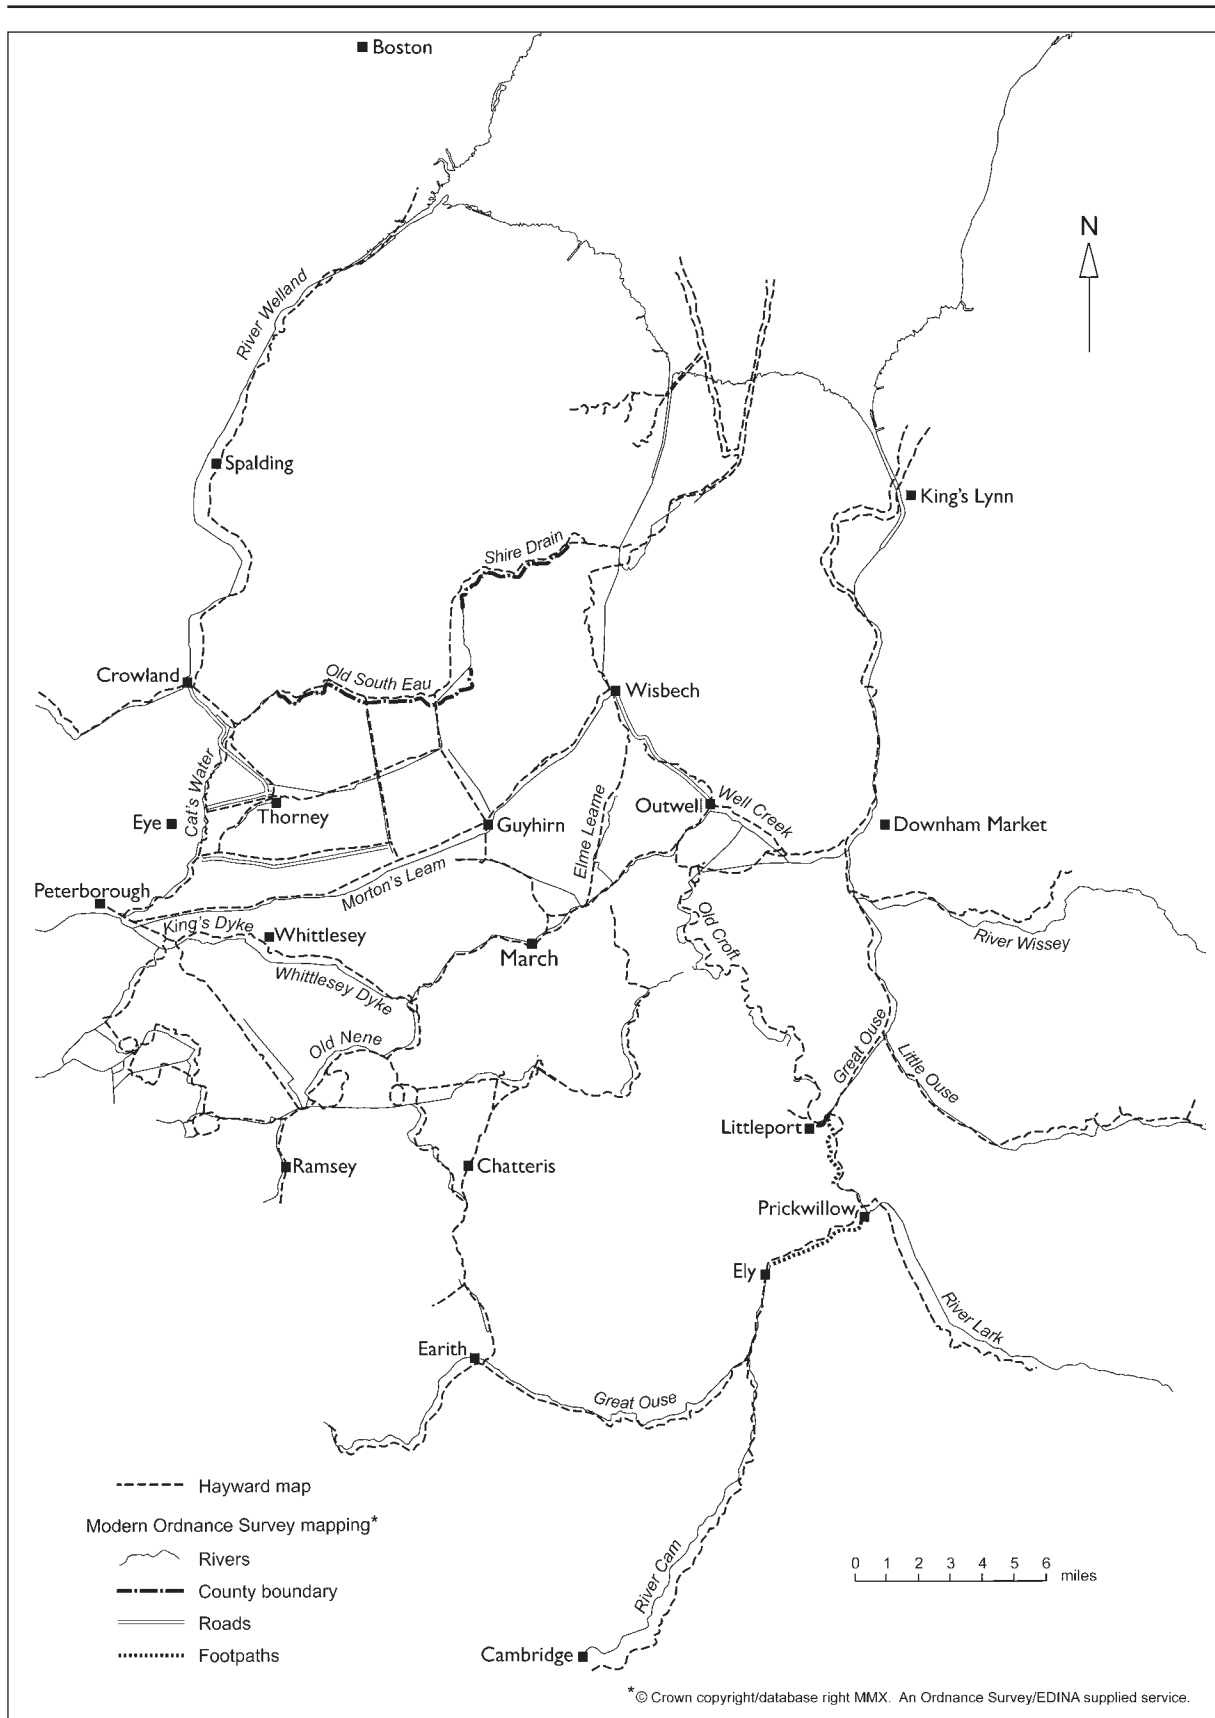 Boston
N
River Welland
Spalding
King's Lynn
Shire Drain
Crowland
Old South Eau
Wisbech
Cat's Water
Thorney
Eye
Guyhirn
Elme Leame
Outwell
Well Creek
Downham Market
Morton's Leam
Peterborough
King's Dyke
Whittlesey
March
Old Croft
River Wissey
Whittlesey Dyke
Old Nene
Great Ouse
Little Ouse
Littleport
Ramsey
Chatteris
Prickwillow
Ely
River Lark
Earith
Great Ouse
Hayward map
Modern Ordnance Survey mapping*
Rivers
County boundary
Roads
Footpaths
River Cam
0 1 2 3 4 5 6
miles
Cambridge
*© Crown copyright/database right MMX. An Ordnance Survey/EDINA supplied service.